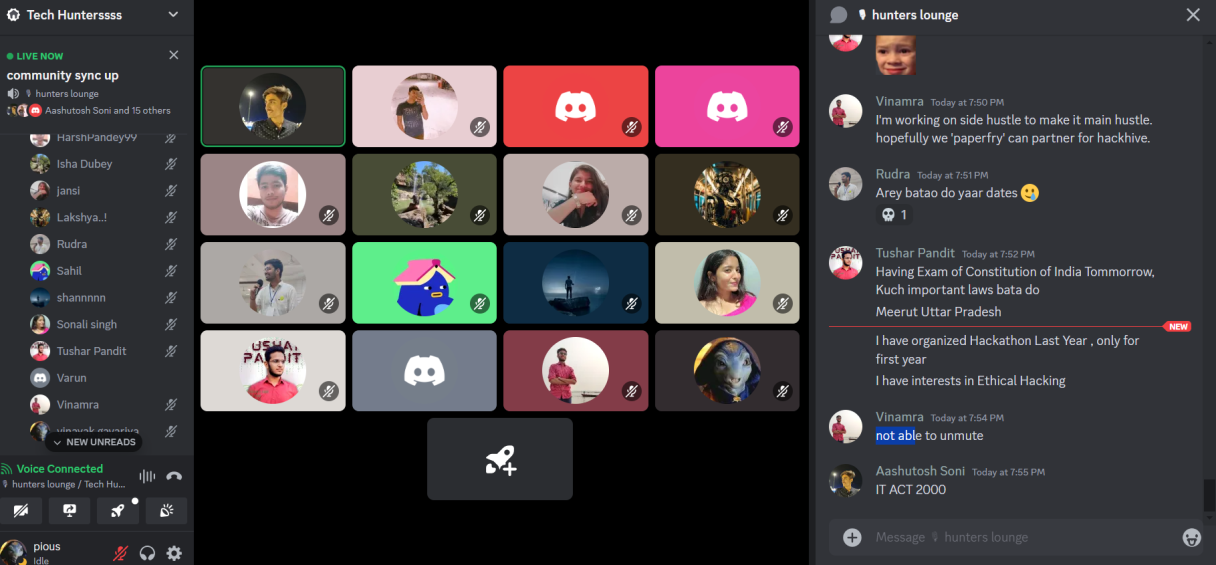 Tech Hunterssss
LIVE NOW
community sync up
hunters lounge
Aashutosh Soni and 15 others
HarshPandey99
Isha Dubey
jansi
Lakshya..!
Rudra
Sahil
shannnnn
Sonali singh
Tushar Pandit
Varun
Vinamra
vinayak gavariya
NEW UNREADS
Voice Connected
hunters lounge / Tech Hu...
pious
Idle
USHA
PANDIT
hunters lounge
Vinamra Today at 7:50 PM
I'm working on side hustle to make it main hustle.
hopefully we 'paperfry' can partner for hackhive.
Rudra Today at 7:51 PM
Arey batao do yaar dates 🥲
💀 1
Tushar Pandit Today at 7:52 PM
Having Exam of Constitution of India Tommorrow,
Kuch important laws bata do
Meerut Uttar Pradesh
NEW
I have organized Hackathon Last Year , only for
first year
I have interests in Ethical Hacking
Vinamra Today at 7:54 PM
not able to unmute
Aashutosh Soni Today at 7:55 PM
IT ACT 2000
Message hunters lounge